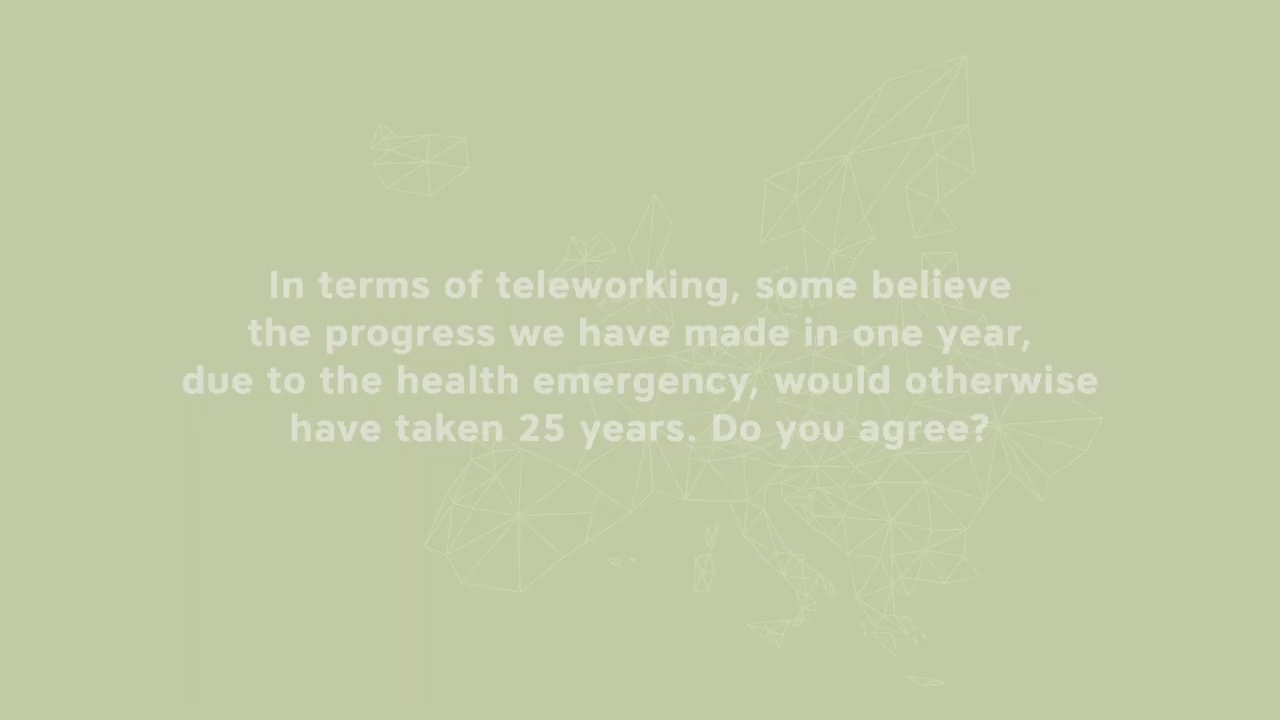 In terms of teleworking, some believe
the progress we have made in one year,
due to the health emergency, would otherwise
have taken 25 years. Do you agree?